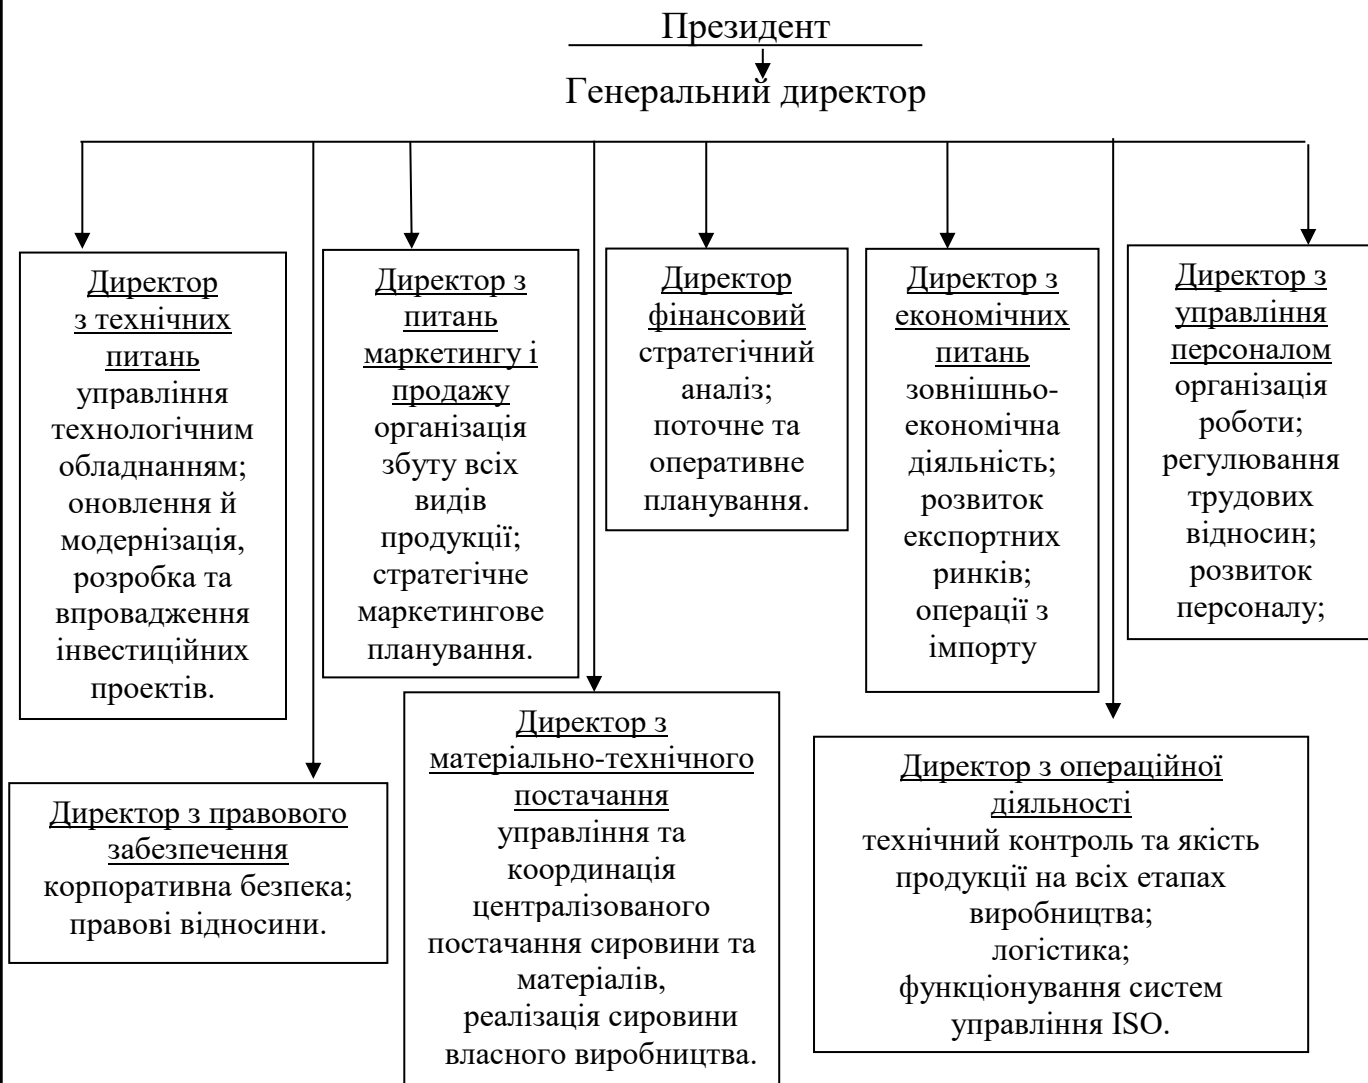 Президент
Генеральний директор
Директор
з технічних
питань
управління
технологічним
обладнанням;
оновлення й
модернізація,
розробка та
впровадження
інвестиційних
проектів.
Директор з
питань
маркетингу і
продажу
організація
збуту всіх
видів
продукції;
стратегічне
маркетингове
планування.
Директор
фінансовий
стратегічний
аналіз;
поточне та
оперативне
планування.
Директор з
економічних
питань
зовнішньо-
економічна
діяльність;
розвиток
експортних
ринків;
операції з
імпорту
Директор з
управління
персоналом
організація
роботи;
регулювання
трудових
відносин;
розвиток
персоналу;
Директор з правового
забезпечення
корпоративна безпека;
правові відносини.
Директор з
матеріально-технічного
постачання
управління та
координація
централізованого
постачання сировини та
матеріалів,
реалізація сировини
власного виробництва.
Директор з операційної
діяльності
технічний контроль та якість
продукції на всіх етапах
виробництва;
логістика;
функціонування систем
управління ISO.